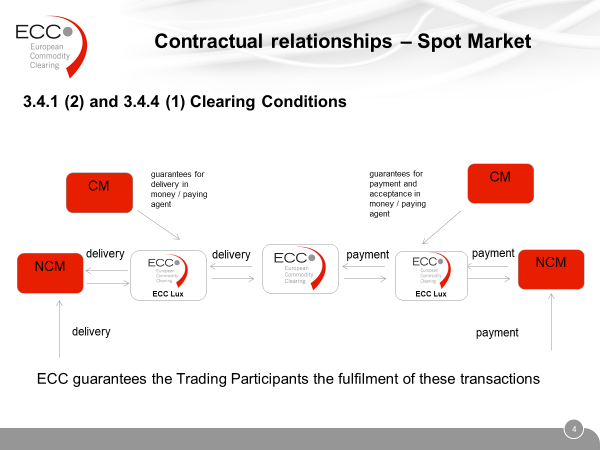 ECC
European
Commodity
Clearing
Contractual relationships – Spot Market
3.4.1 (2) and 3.4.4 (1) Clearing Conditions
CM
guarantees for
delivery in
money / paying
agent
guarantees for
payment and
acceptance in
money / paying
agent
CM
NCM
delivery
ECC
European
Commodity
Clearing
ECC Lux
delivery
ECC
European
Commodity
Clearing
payment
ECC
European
Commodity
Clearing
ECC Lux
payment
NCM
delivery
payment
ECC guarantees the Trading Participants the fulfilment of these transactions
4